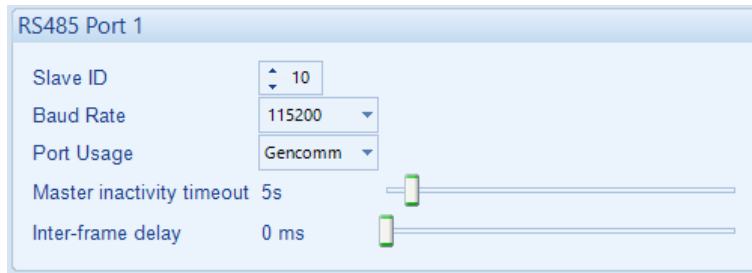 RS485 Port 1
Slave ID 10
Baud Rate 115200
Port Usage Gencomm
Master inactivity timeout 5s
Inter-frame delay 0 ms